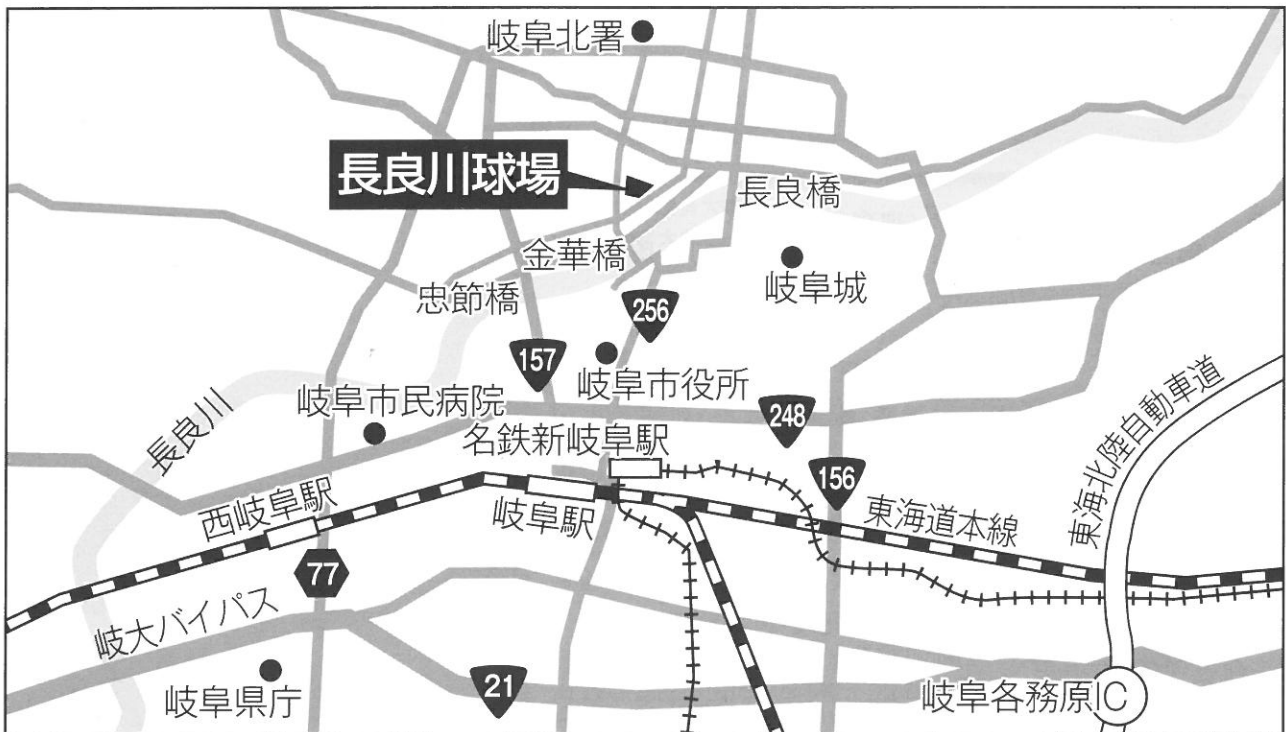 岐阜北署
長良川球場
長良橋
金華橋
岐阜城
忠節橋
256
157
岐阜市役所
岐阜市民病院
248
長良川
名鉄新岐阜駅
東海北陸自動車道
156
西岐阜駅
岐阜駅
東海道本線
77
岐大バイパス
21
岐阜県庁
岐阜各務原IC